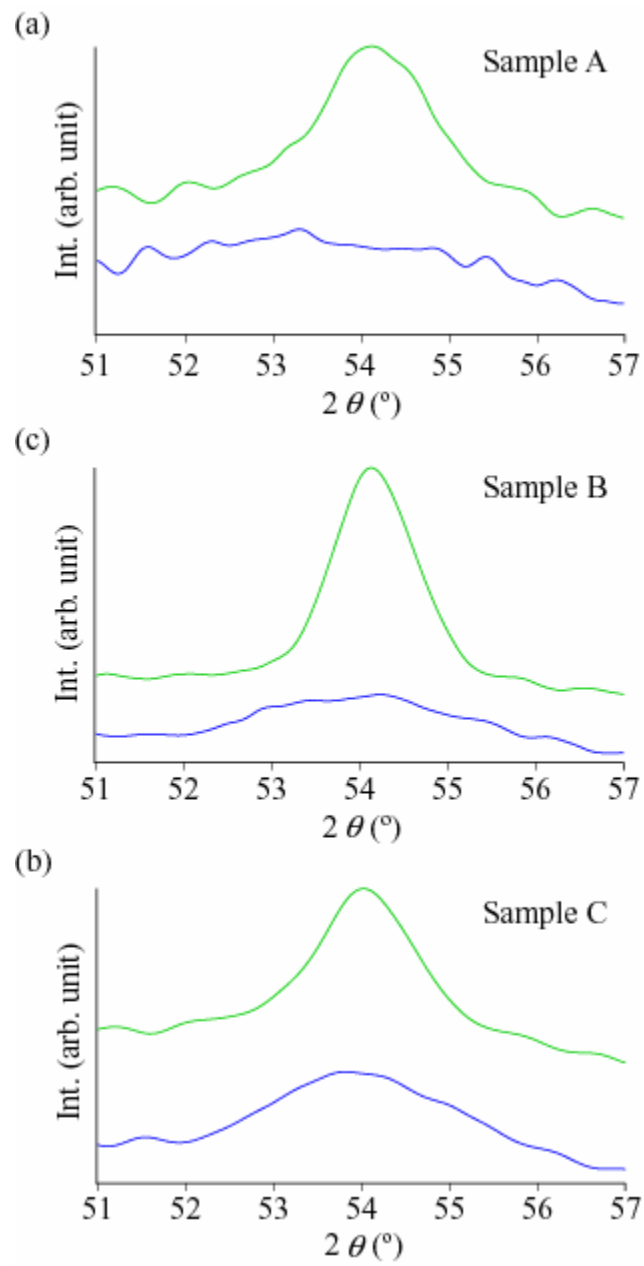 (a)
Sample A
Int. (arb. unit)
51 52 53 54 55 56 57
2 θ (º)
(c)
Sample B
Int. (arb. unit)
51 52 53 54 55 56 57
2 θ (º)
(b)
Sample C
Int. (arb. unit)
51 52 53 54 55 56 57
2 θ (º)